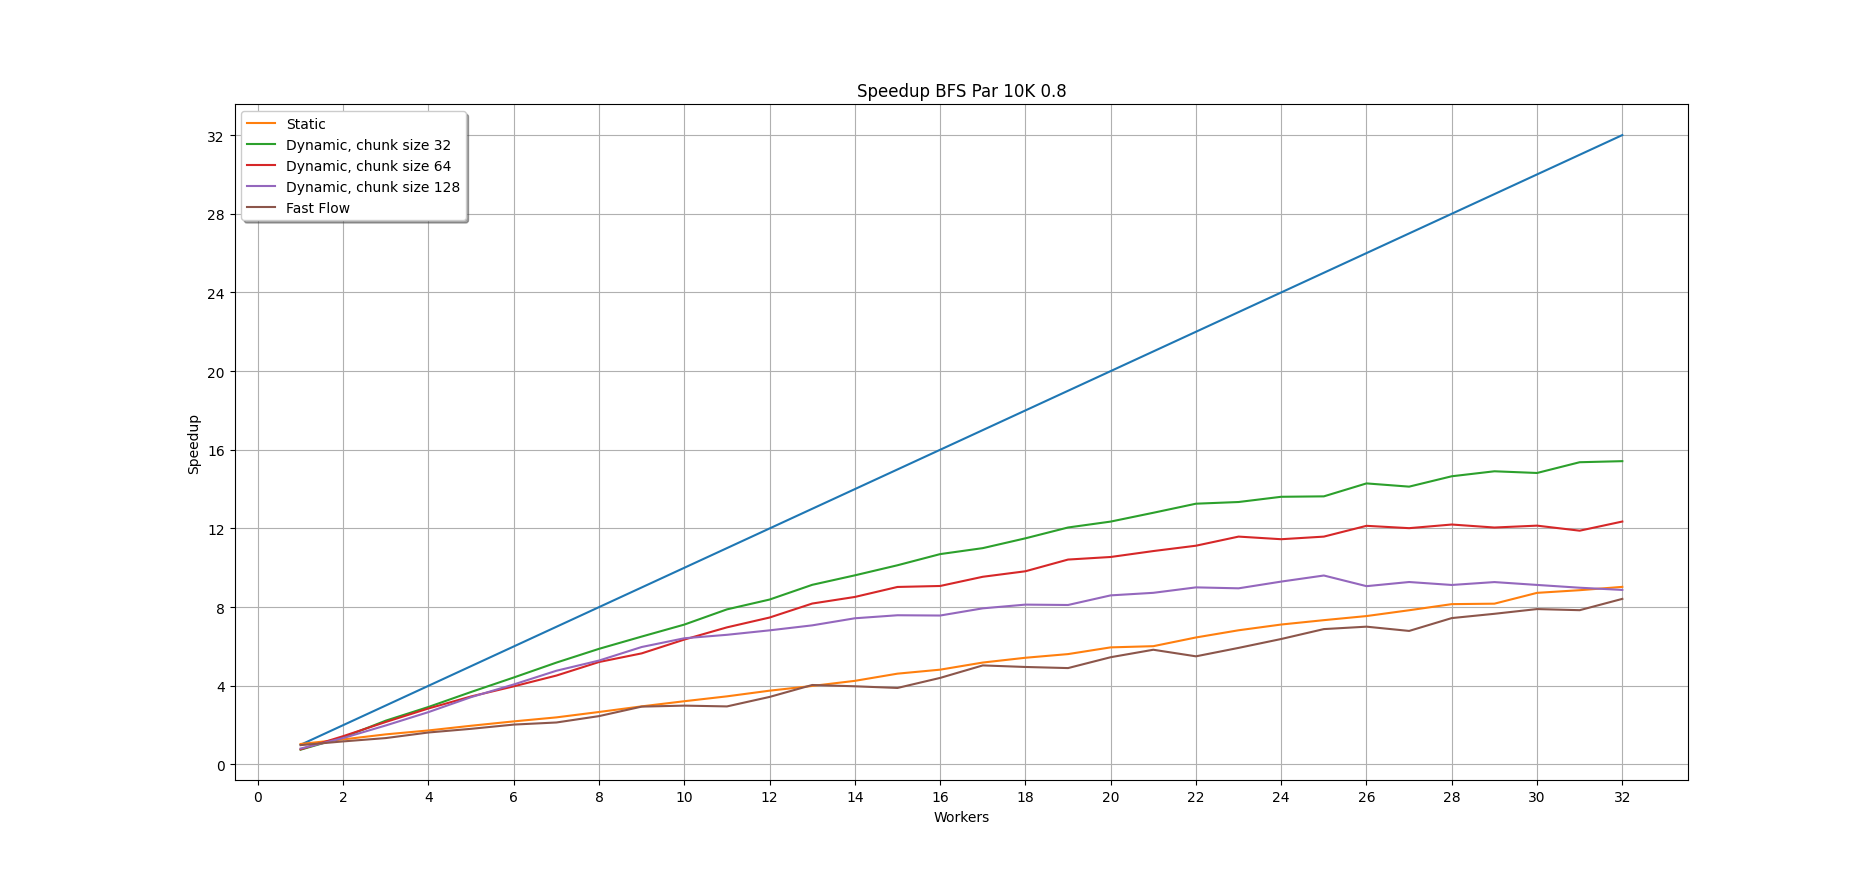 Speedup BFS Par 10K 0.8
Static
Dynamic, chunk size 32
Dynamic, chunk size 64
Dynamic, chunk size 128
Fast Flow
32
28
24
20
16
12
8
4
0
Speedup
0 2 4 6 8 10 12 14 16 18 20 22 24 26 28 30 32
Workers